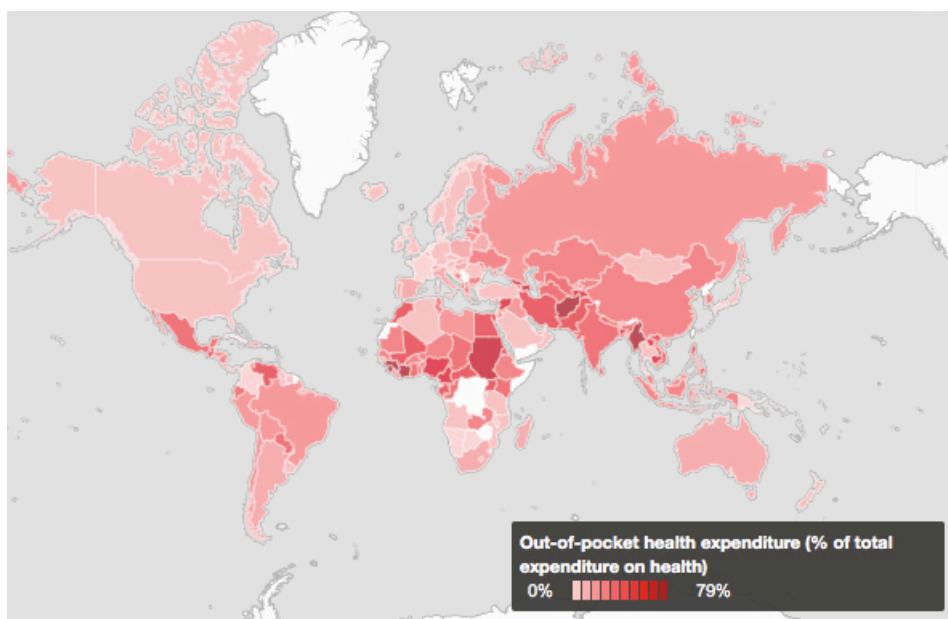 Out-of-pocket health expenditure (% of total
expenditure on health)
0% 79%